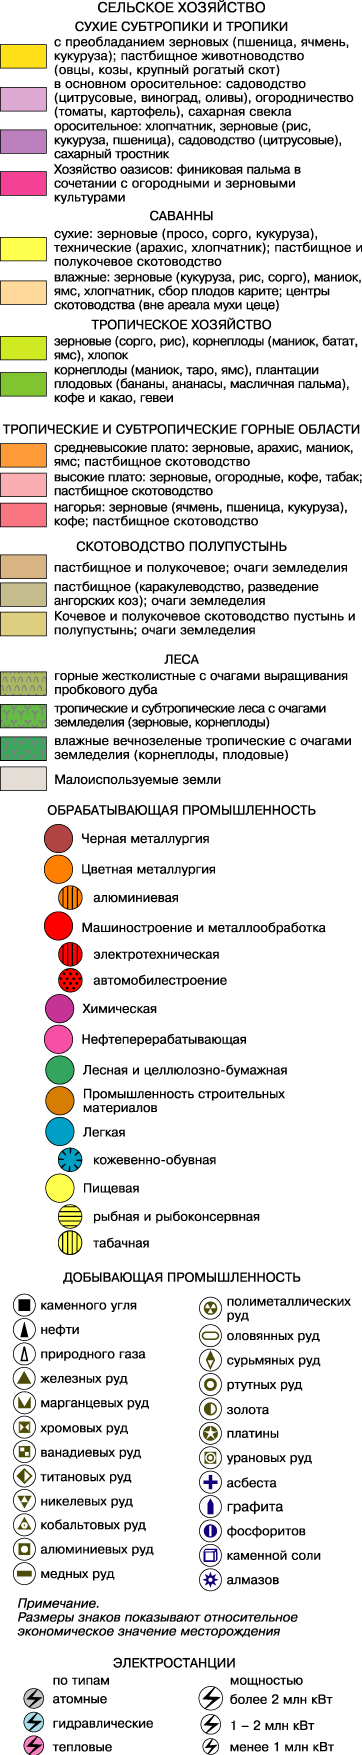 СЕЛЬСКОЕ ХОЗЯЙСТВО
СУХИЕ СУБТРОПИКИ И ТРОПИКИ
с преобладанием зерновых (пшеница, ячмень,
кукуруза); пастбищное животноводство
(овцы, козы, крупный рогатый скот)
в основном оросительное: садоводство
(цитрусовые, виноград, оливы), огородничество
(томаты, картофель), сахарная свекла
оросительное: хлопчатник, зерновые (рис,
кукуруза, пшеница), садоводство (цитрусовые),
сахарный тростник
Хозяйство оазисов: финиковая пальма в
сочетании с огородными и зерновыми
культурами
САВАННЫ
сухие: зерновые (просо, сорго, кукуруза),
технические (арахис, хлопчатник); пастбищное и
полукочевое скотоводство
влажные: зерновые (кукуруза, рис, сорго), маниок,
ямс, хлопчатник, сбор плодов карите; центры
скотоводства (вне ареала мухи цеце)
ТРОПИЧЕСКОЕ ХОЗЯЙСТВО
зерновые (сорго, рис), корнеплоды (маниок, батат,
ямс), хлопок
корнеплоды (маниок, таро, ямс), плантации
плодовых (бананы, ананасы, масличная пальма),
кофе и какао, гевеи
ТРОПИЧЕСКИЕ И СУБТРОПИЧЕСКИЕ ГОРНЫЕ ОБЛАСТИ
средневысокие плато: зерновые, арахис, маниок,
ямс; пастбищное скотоводство
высокие плато: зерновые, огородные, кофе, табак;
пастбищное скотоводство
нагорья: зерновые (ячмень, пшеница, кукуруза),
кофе; пастбищное скотоводство
СКОТОВОДСТВО ПОЛУПУСТЫНЬ
пастбищное и полукочевое; очаги земледелия
пастбищное (каракулеводство, разведение
ангорских коз); очаги земледелия
Кочевое и полукочевое скотоводство пустынь и
полупустынь; очаги земледелия
ЛЕСА
горные жестколистные с очагами выращивания
пробкового дуба
тропические и субтропические леса с очагами
земледелия (зерновые, корнеплоды)
влажные вечнозеленые тропические с очагами
земледелия (корнеплоды, плодовые)
Малоиспользуемые земли
ОБРАБАТЫВАЮЩАЯ ПРОМЫШЛЕННОСТЬ
Черная металлургия
Цветная металлургия
алюминиевая
Машиностроение и металлообработка
электротехническая
автомобилестроение
Химическая
Нефтеперерабатывающая
Лесная и целлюлозно-бумажная
Промышленность строительных
материалов
Легкая
кожевенно-обувная
Пищевая
рыбная и рыбоконсервная
табачная
ДОБЫВАЮЩАЯ ПРОМЫШЛЕННОСТЬ
каменного угля
нефти
природного газа
железных руд
марганцевых руд
хромовых руд
ванадиевых руд
титановых руд
никелевых руд
кобальтовых руд
алюминиевых руд
медных руд
полиметаллических
руд
оловянных руд
сурьмяных руд
ртутных руд
золота
платины
урановых руд
асбеста
графита
фосфоритов
каменной соли
алмазов
Примечание.
Размеры знаков показывают относительное
экономическое значение месторождения
ЭЛЕКТРОСТАНЦИИ
по типам
атомные
гидравлические
тепловые
мощностью
более 2 млн кВт
1 – 2 млн кВт
менее 1 млн кВт